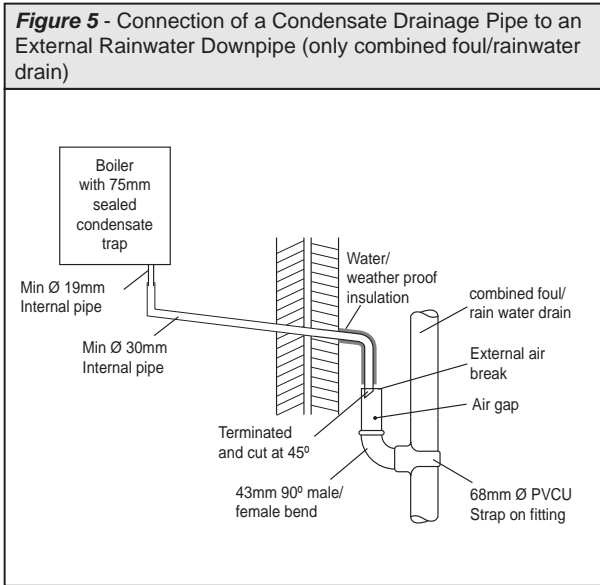 Figure 5 - Connection of a Condensate Drainage Pipe to an
External Rainwater Downpipe (only combined foul/rainwater
drain)
Boiler
with 75mm
sealed
condensate
trap
Min Ø 19mm
Internal pipe
Min Ø 30mm
Internal pipe
Water/
weather proof
insulation
combined foul/
rain water drain
External air
break
Air gap
Terminated
and cut at 45º
43mm 90º male/
female bend
68mm Ø PVCU
Strap on fitting